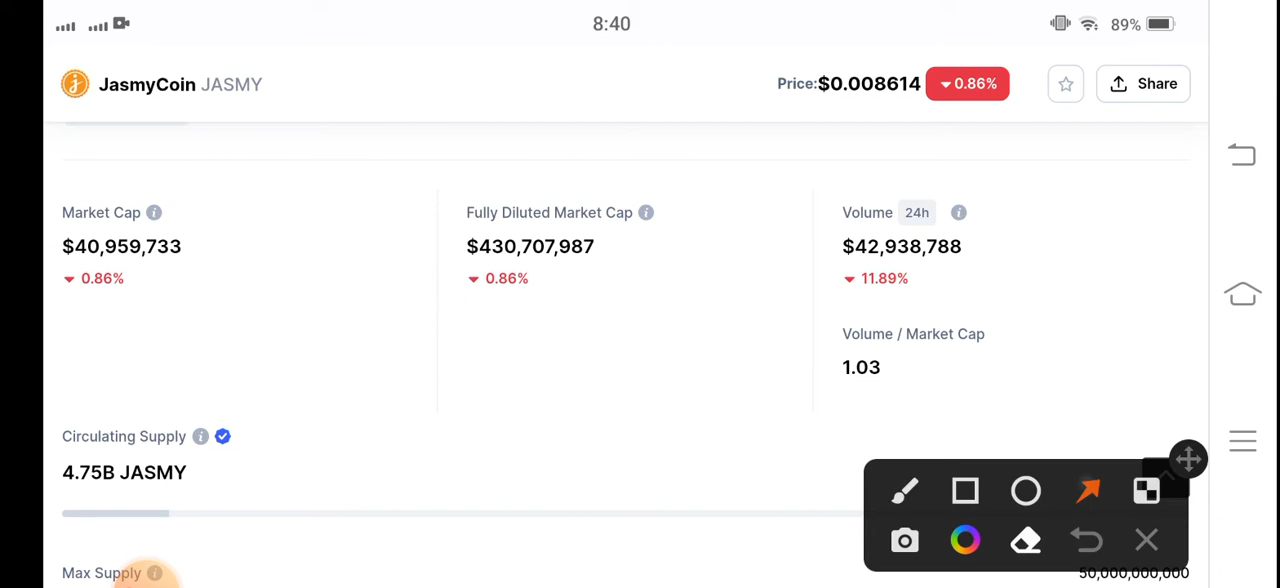 8:40
89%
JasmyCoin JASMY
Price:$0.008614
0.86%
Share
Market Cap
Fully Diluted Market Cap
Volume 24h
$40,959,733
$430,707,987
$42,938,788
0.86%
0.86%
11.89%
Volume / Market Cap
1.03
Circulating Supply
4.75B JASMY
Max Supply
50,000,000,000